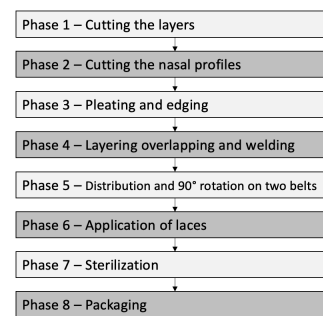 Phase 1 – Cutting the layers
Phase 2 – Cutting the nasal profiles
Phase 3 – Pleating and edging
Phase 4 – Layering overlapping and welding
Phase 5 – Distribution and 90° rotation on two belts
Phase 6 – Application of laces
Phase 7 – Sterilization
Phase 8 – Packaging